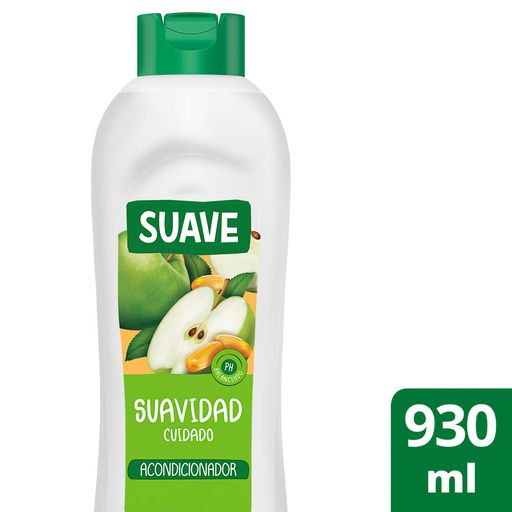 SUAVE
PH
BALANCEADO
SUAVIDAD
CUIDADO
ACONDICIONADOR
930
ml